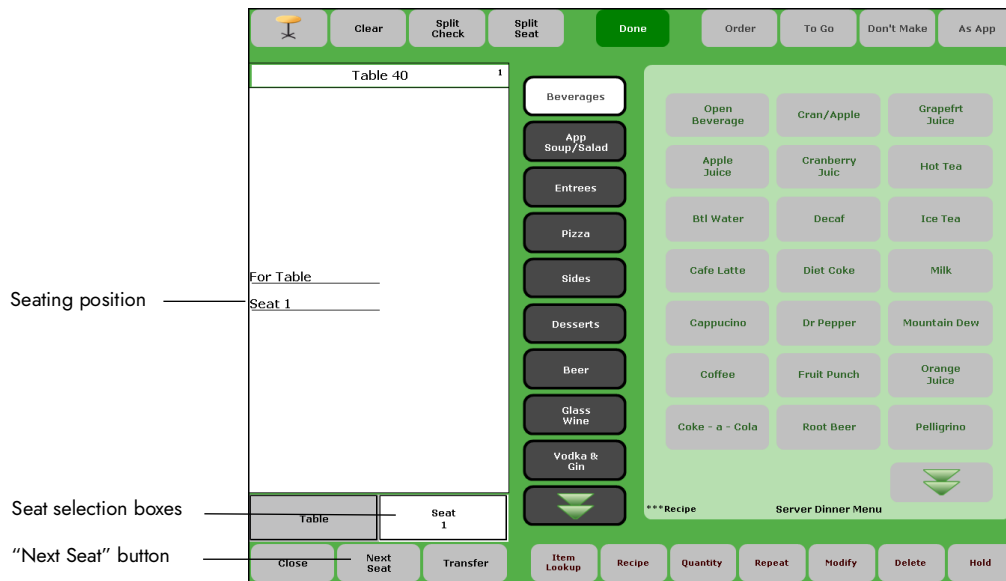 Clear
Split
Check
Split
Seat
Done
Order
To Go
Don't Make
As App
Table 40
1
For Table
Seat 1
Seating position
Beverages
App
Soup/Salad
Entrees
Pizza
Sides
Desserts
Beer
Glass
Wine
Vodka &
Gin
Open
Beverage
Cran/Apple
Grapefrt
Juice
Apple
Juice
Cranberry
Juic
Hot Tea
Btl Water
Decaf
Ice Tea
Cafe Latte
Diet Coke
Milk
Cappucino
Dr Pepper
Mountain Dew
Coffee
Fruit Punch
Orange
Juice
Coke - a - Cola
Root Beer
Pelligrino
***Recipe
Server Dinner Menu
Seat selection boxes
Table
Seat
1
"Next Seat" button
Close
Next
Seat
Transfer
Item
Lookup
Recipe
Quantity
Repeat
Modify
Delete
Hold